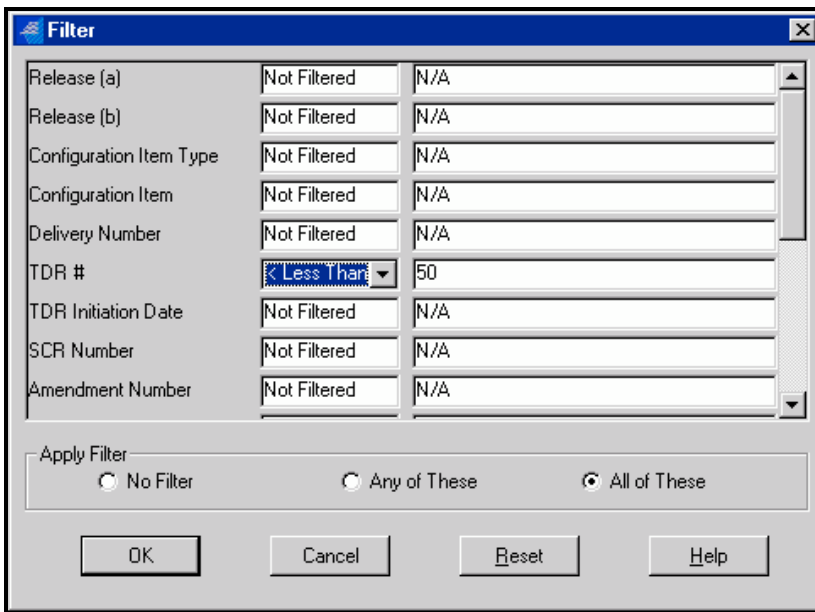 Filter
Release (a) Not Filtered N/A
Release (b) Not Filtered N/A
Configuration Item Type Not Filtered N/A
Configuration Item Not Filtered N/A
Delivery Number Not Filtered N/A
TDR # < Less Than 50
TDR Initiation Date Not Filtered N/A
SCR Number Not Filtered N/A
Amendment Number Not Filtered N/A
Apply Filter
No Filter Any of These All of These
OK Cancel Reset Help